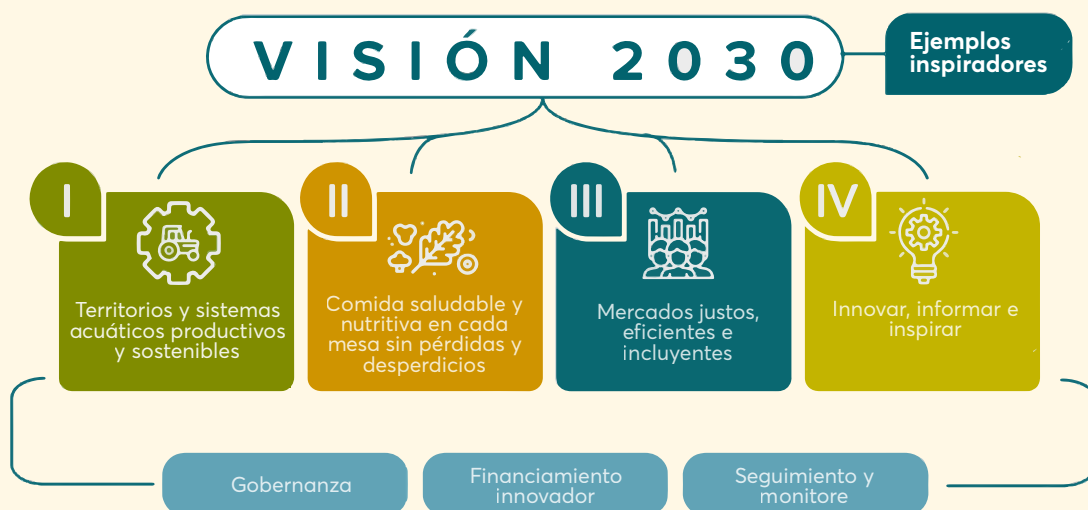 VISIÓN 2030
Ejemplos
inspiradores
I
Territorios y sistemas
acuáticos productivos
y sostenibles
II
Comida saludable y
nutritiva en cada
mesa sin pérdidas y
desperdicios
III
Mercados justos,
eficientes e
incluyentes
IV
Innovar, informar e
inspirar
Gobernanza
Financiamiento
innovador
Seguimiento y
monitore